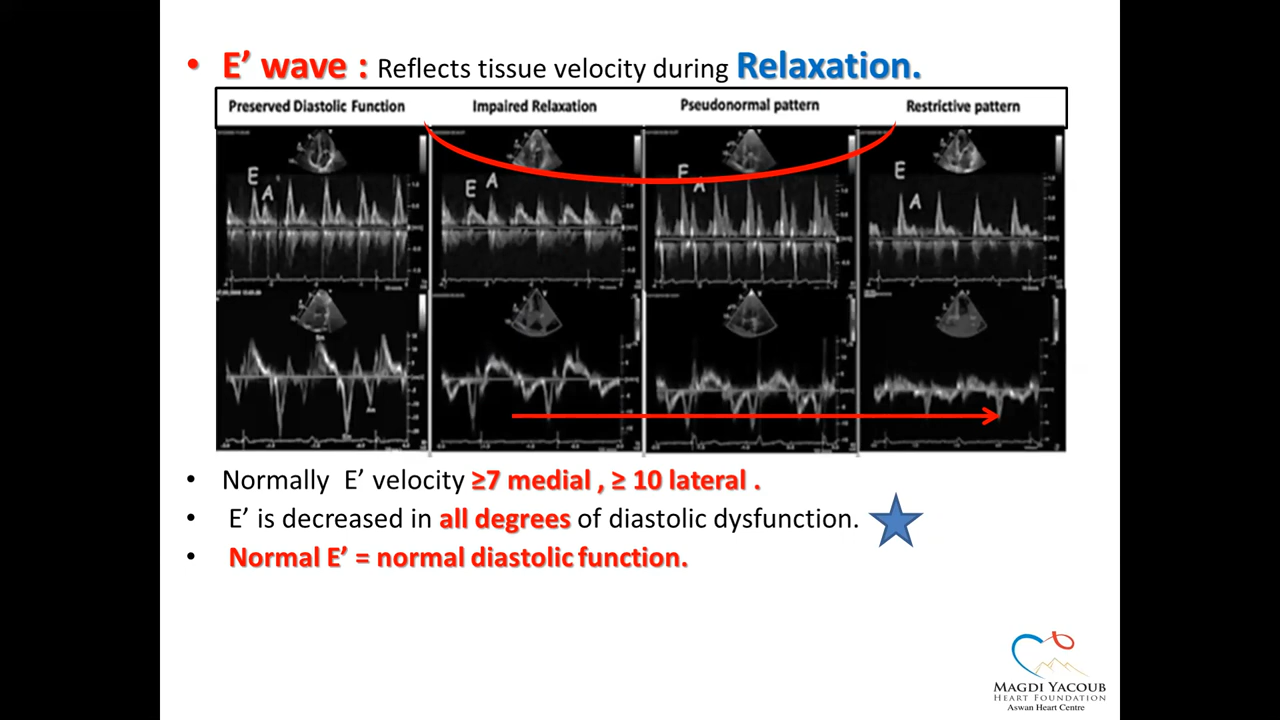 • E’ wave : Reflects tissue velocity during Relaxation.
Preserved Diastolic Function Impaired Relaxation Pseudonormal pattern Restrictive pattern
E A E A E A E A
• Normally E’ velocity ≥7 medial , ≥ 10 lateral .
• E’ is decreased in all degrees of diastolic dysfunction.
• Normal E’ = normal diastolic function.
MAGDI YACOUB
HEART FOUNDATION
Aswan Heart Centre